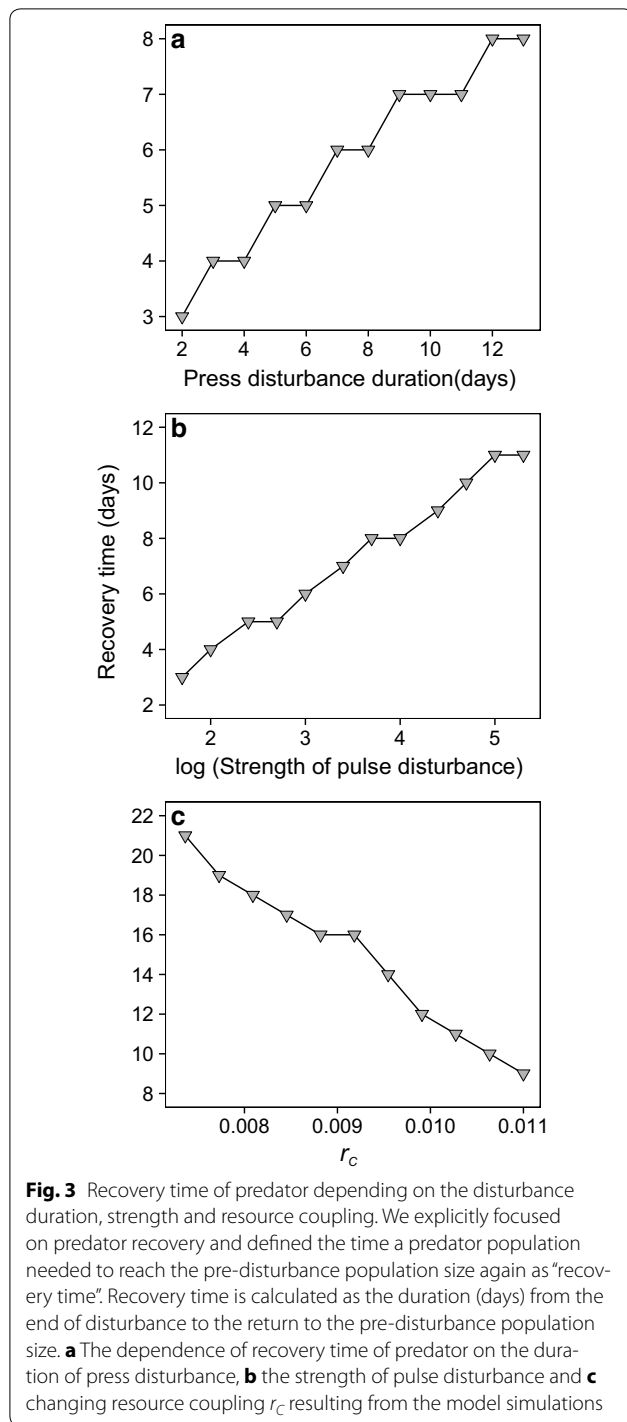 a
8
7
6
5
4
3
2 4 6 8 10 12
Press disturbance duration(days)
b
12
10
8
6
4
2
Recovery time (days)
2 3 4 5
log (Strength of pulse disturbance)
c
22
20
18
16
14
12
10
8
0.008 0.009 0.010 0.011
rc
Fig. 3 Recovery time of predator depending on the disturbance
duration, strength and resource coupling. We explicitly focused
on predator recovery and defined the time a predator population
needed to reach the pre-disturbance population size again as “recov-
ery time”. Recovery time is calculated as the duration (days) from the
end of disturbance to the return to the pre-disturbance population
size. a The dependence of recovery time of predator on the dura-
tion of press disturbance, b the strength of pulse disturbance and c
changing resource coupling rC resulting from the model simulations